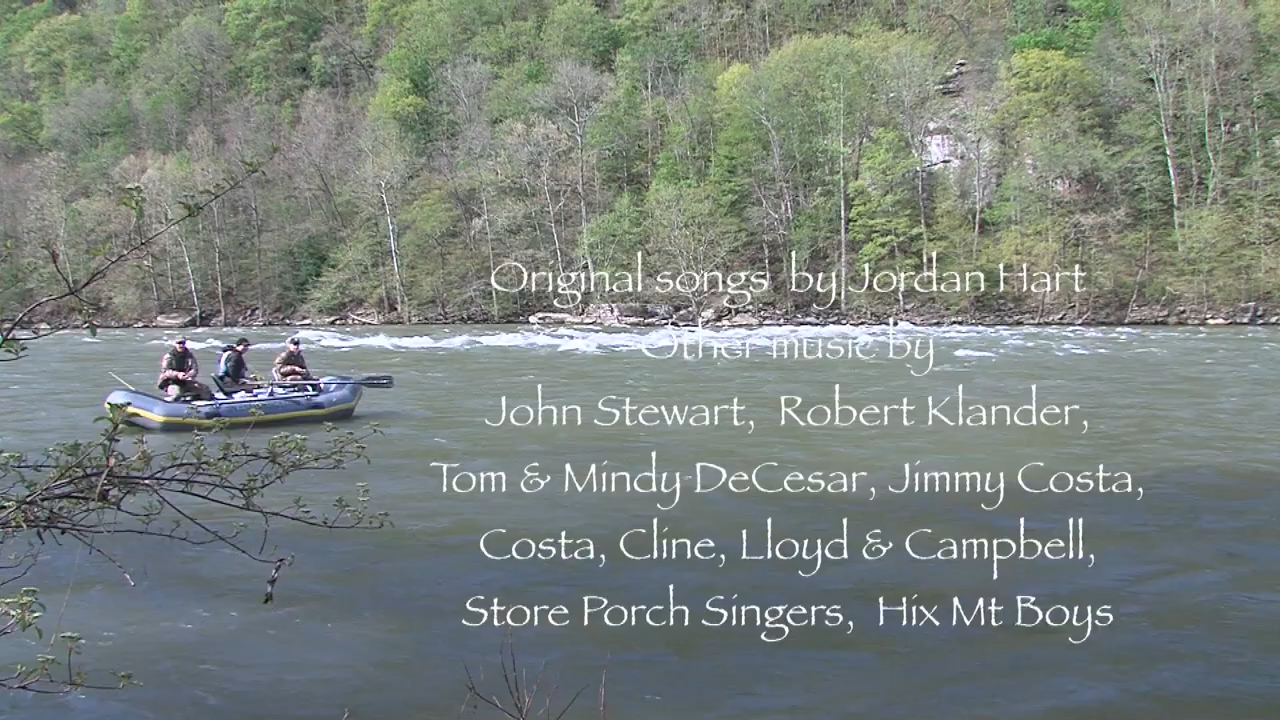 Original songs by Jordan Hart
Other music by
John Stewart, Robert Klander,
Tom & Mindy DeCesar, Jimmy Costa,
Costa, Cline, Lloyd & Campbell,
Store Porch Singers, Hix Mt Boys